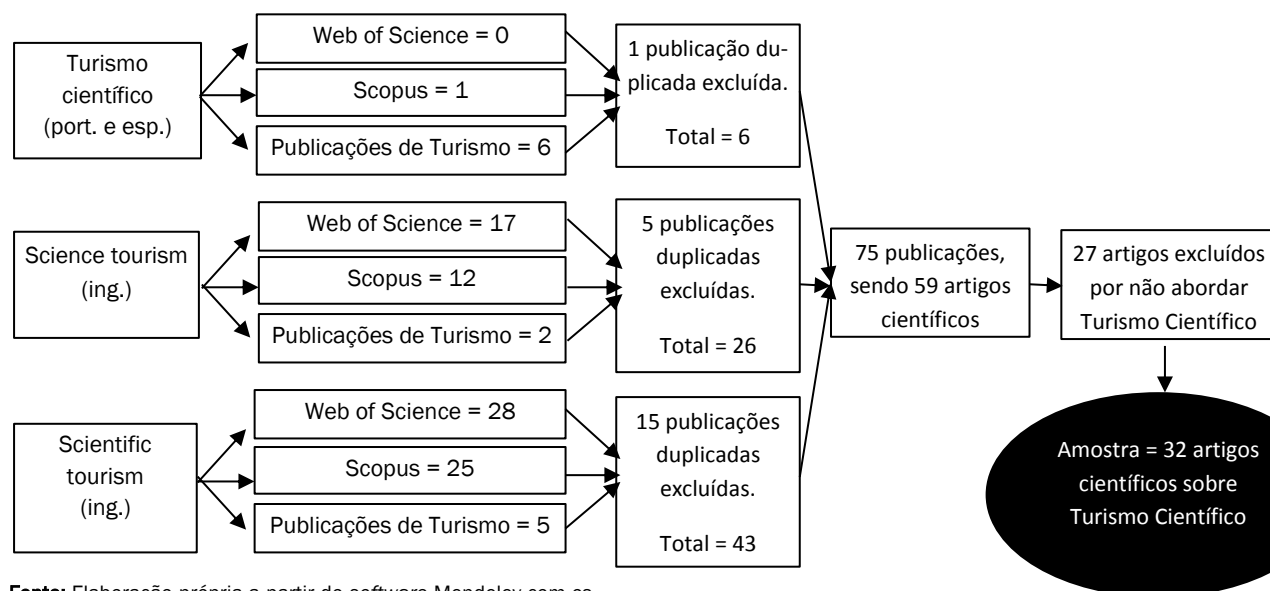 Turismo
científico
(port. e esp.)
Web of Science = 0
Scopus = 1
Publicações de Turismo = 6
1 publicação du-
plicada excluída.
Total = 6
Science tourism
(ing.)
Web of Science = 17
Scopus = 12
Publicações de Turismo = 2
5 publicações
duplicadas
excluídas.
Total = 26
Scientific
tourism
(ing.)
Web of Science = 28
Scopus = 25
Publicações de Turismo = 5
15 publicações
duplicadas
excluídas.
Total = 43
75 publicações,
sendo 59 artigos
científicos
27 artigos excluídos
por não abordar
Turismo Científico
Amostra = 32 artigos
científicos sobre
Turismo Científico
Fonte: Elaboração própria a partir do software Mendeley com os